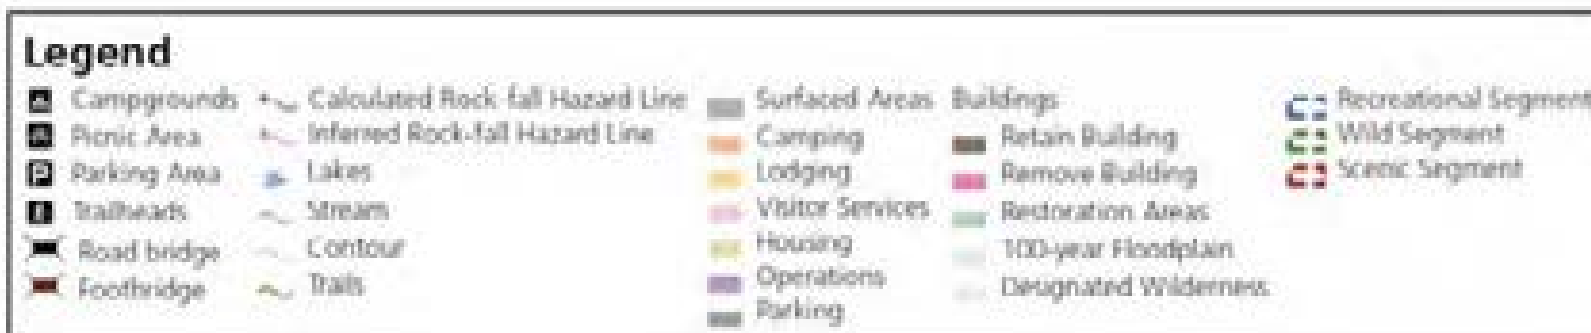 Legend
Campgrounds
Picnic Area
P Parking Area
Trailheads
Road bridge
Footbridge
Calculated Rock-fall Hazard Line
Inferred Rock-fall Hazard Line
Lakes
Stream
Contour
Trails
Surfaced Areas
Camping
Lodging
Visitor Services
Housing
Operations
Parking
Buildings
Retain Building
Remove Building
Restoration Areas
100-year Floodplain
Designated Wilderness
Recreational Segment
Wild Segment
Scenic Segment